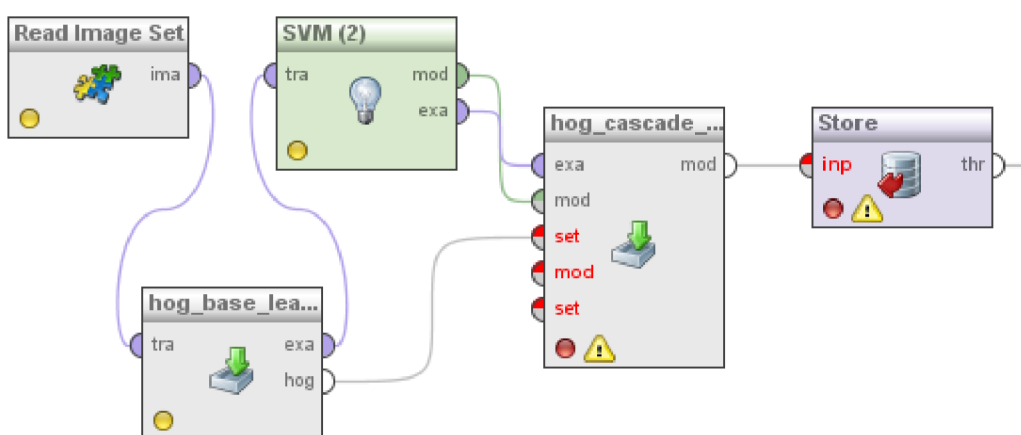 Read Image Set
ima
SVM (2)
tra
mod
exa
hog_cascade_...
exa
mod
mod
set
mod
set
Store
inp
thr
hog_base_lea...
tra
exa
hog